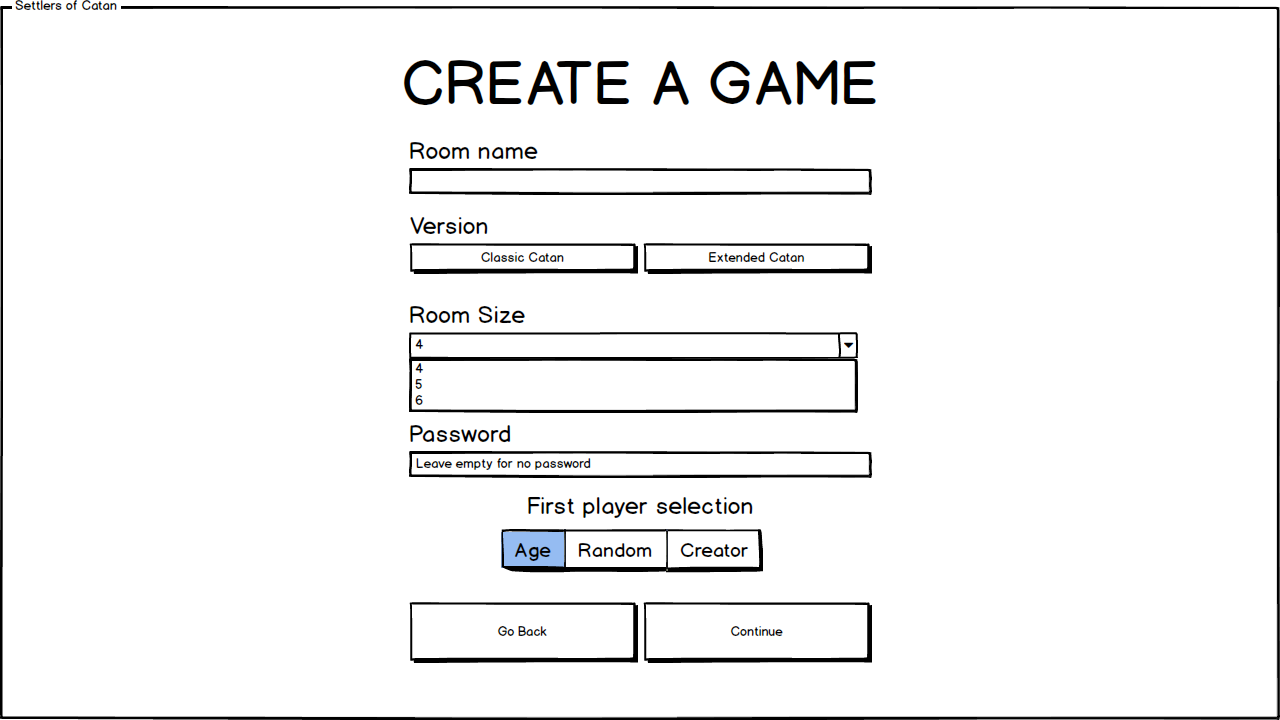 Settlers of Catan
CREATE A GAME
Room name
Version
Classic Catan Extended Catan
Room Size
4
4
5
6
Password
Leave empty for no password
First player selection
Age Random Creator
Go Back Continue